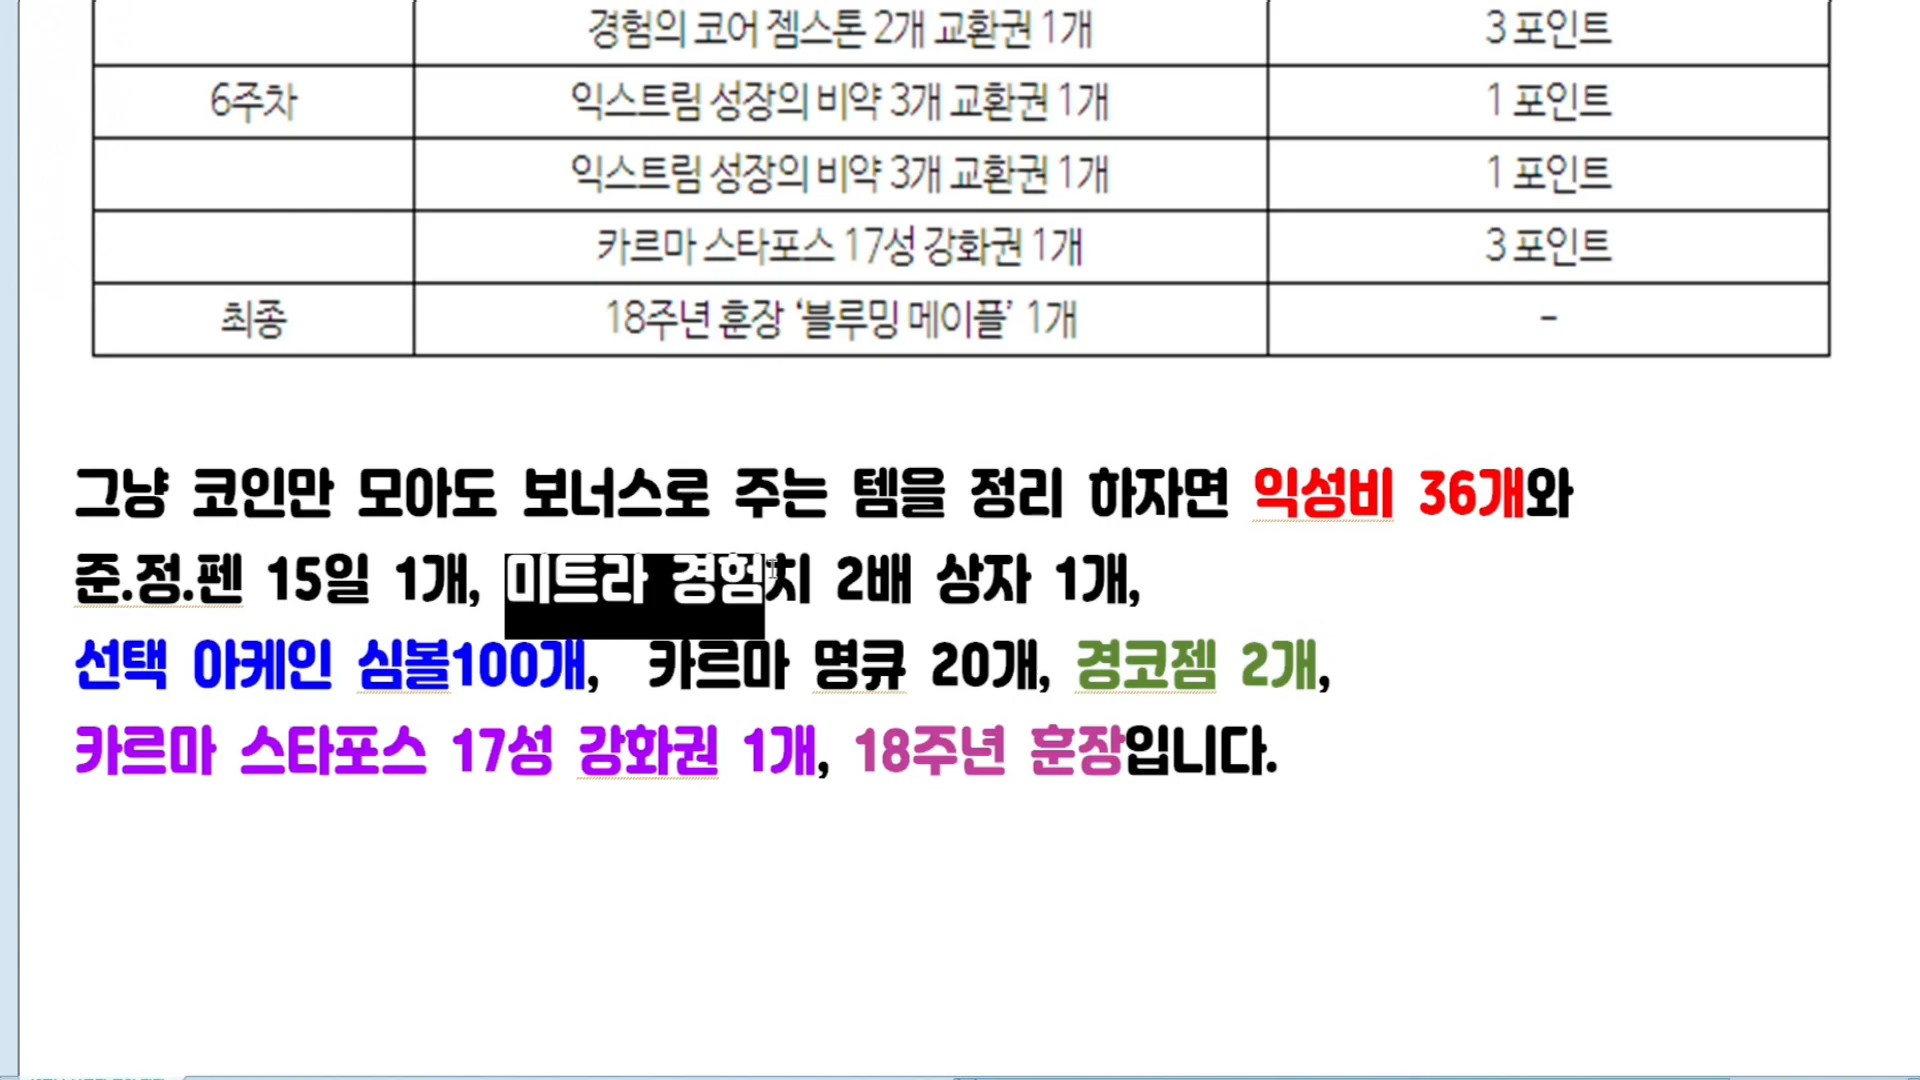 경험의 코어 젬스톤 2개 교환권 1개 3 포인트
6주차 익스트림 성장의 비약 3개 교환권 1개 1 포인트
익스트림 성장의 비약 3개 교환권 1개 1 포인트
카르마 스타포스 17성 강화권 1개 3 포인트
최종 18주년 훈장 ‘블루밍 메이플’ 1개 -
그냥 코인만 모아도 보너스로 주는 템을 정리 하자면 익성비 36개와
준.정.펜 15일 1개, 미트라 경험치 2배 상자 1개,
선택 아케인 심볼100개, 카르마 명큐 20개, 경코젬 2개,
카르마 스타포스 17성 강화권 1개, 18주년 훈장입니다.